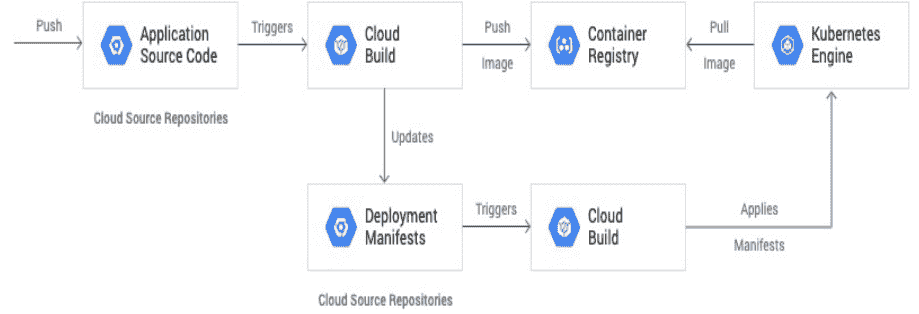 Push
Application
Source Code
Triggers
Cloud
Build
Push
Image
Container
Registry
Pull
Image
Kubernetes
Engine
Cloud Source Repositories
Updates
Deployment
Manifests
Triggers
Cloud
Build
Applies
Manifests
Cloud Source Repositories